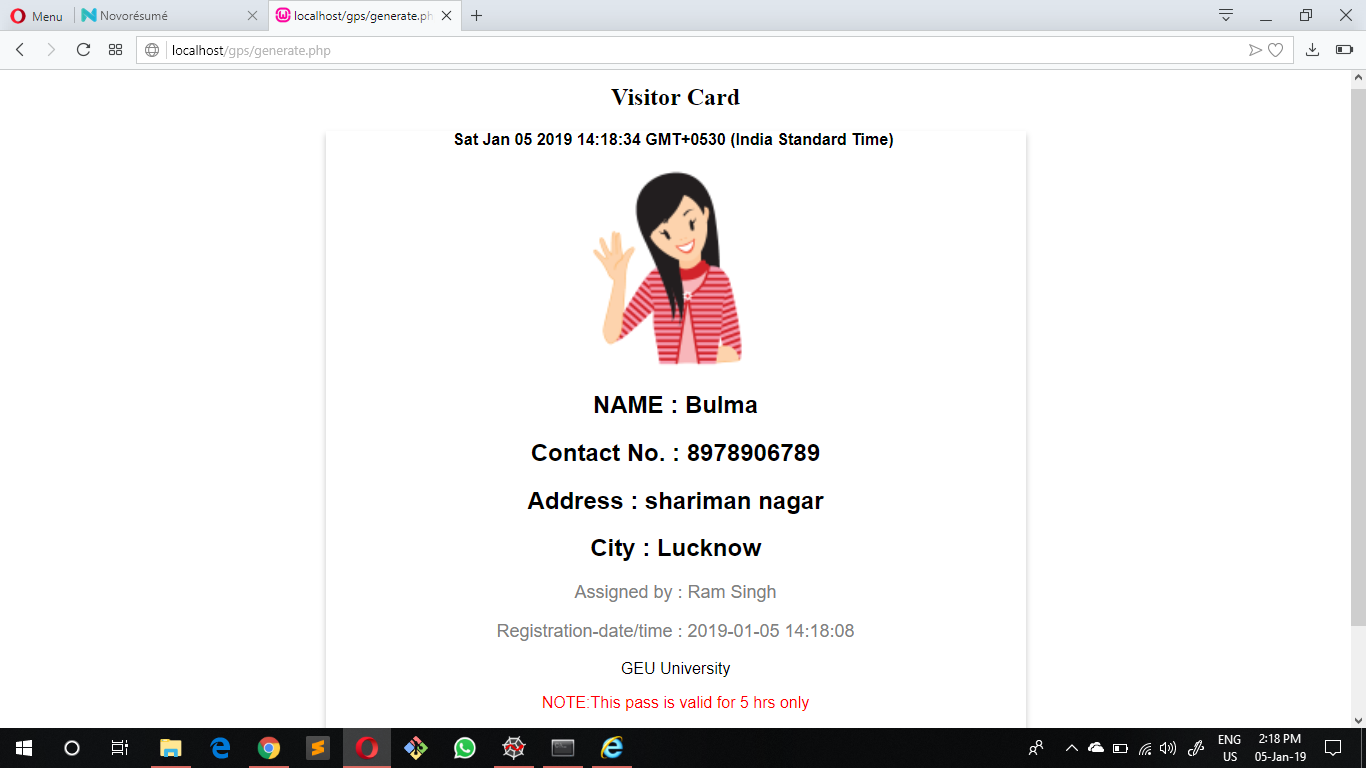 Menu
Novorésumé
localhost/gps/generate.ph
localhost/gps/generate.php
Visitor Card
Sat Jan 05 2019 14:18:34 GMT+0530 (India Standard Time)
NAME : Bulma
Contact No. : 8978906789
Address : shariman nagar
City : Lucknow
Assigned by : Ram Singh
Registration-date/time : 2019-01-05 14:18:08
GEU University
NOTE:This pass is valid for 5 hrs only
ENG
US
2:18 PM
05-Jan-19